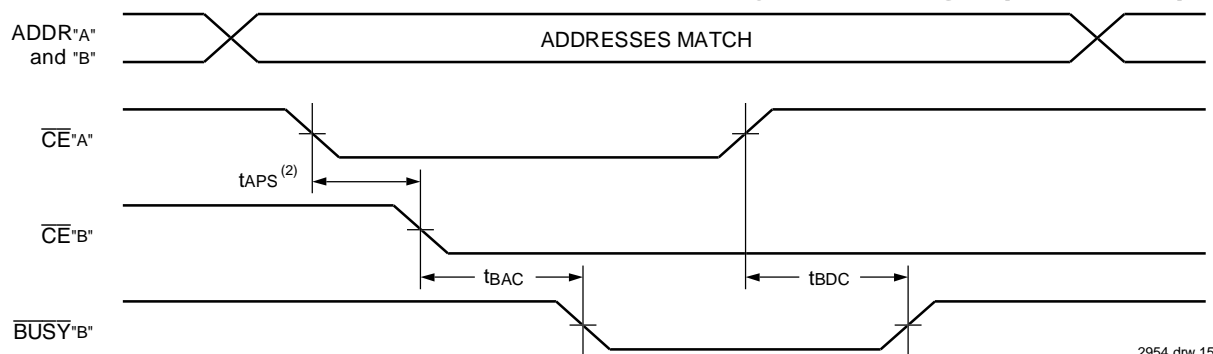 ADDR"A"
and "B"
ADDRESSES MATCH
CE"A"
tAPS (2)
CE"B"
tBAC
tBDC
BUSY"B"
2954 drw 15